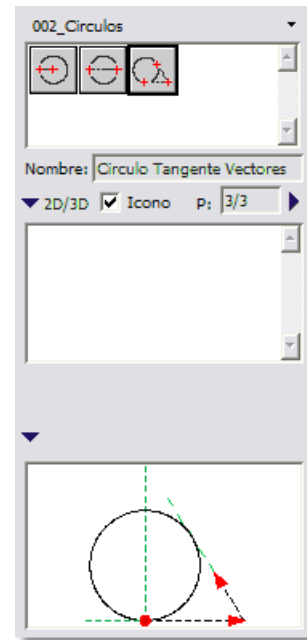 002_Circulos
Nombre: Circulo Tangente Vectores
2D/3D Icono P: 3/3